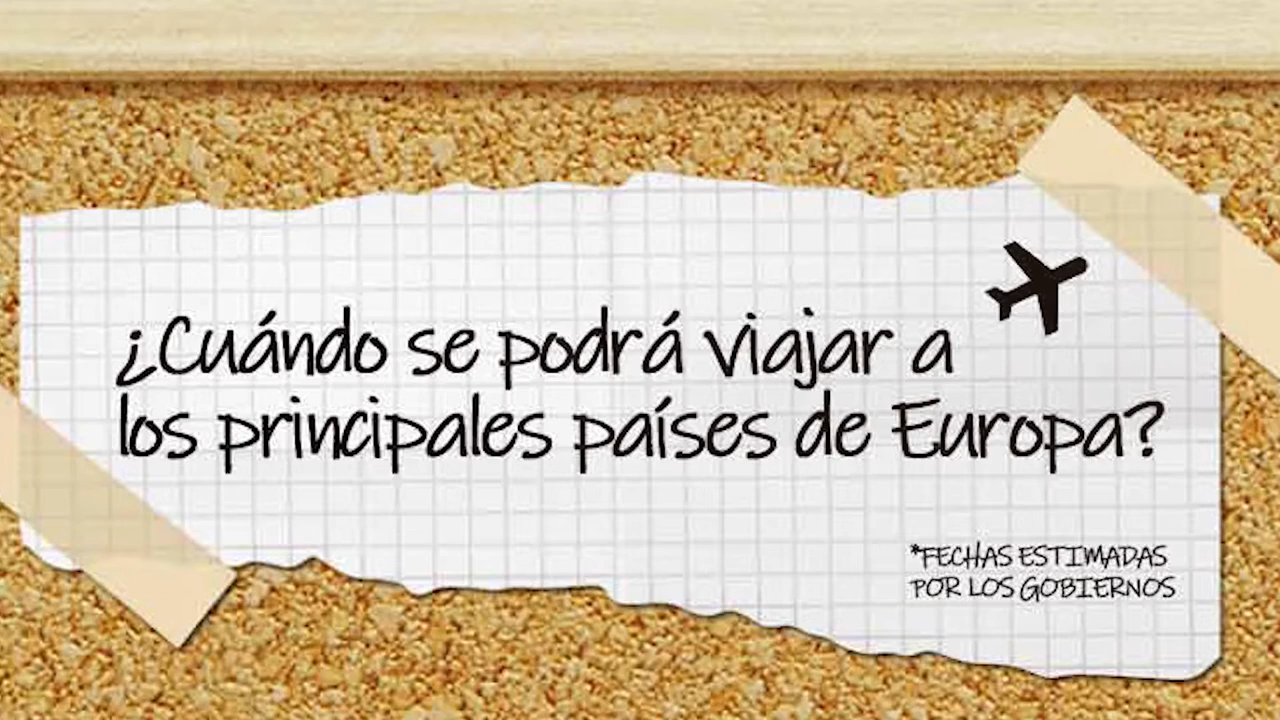 ¿Cuándo se podrá viajar a
los principales países de Europa?
*FECHAS ESTIMADAS
POR LOS GOBIERNOS